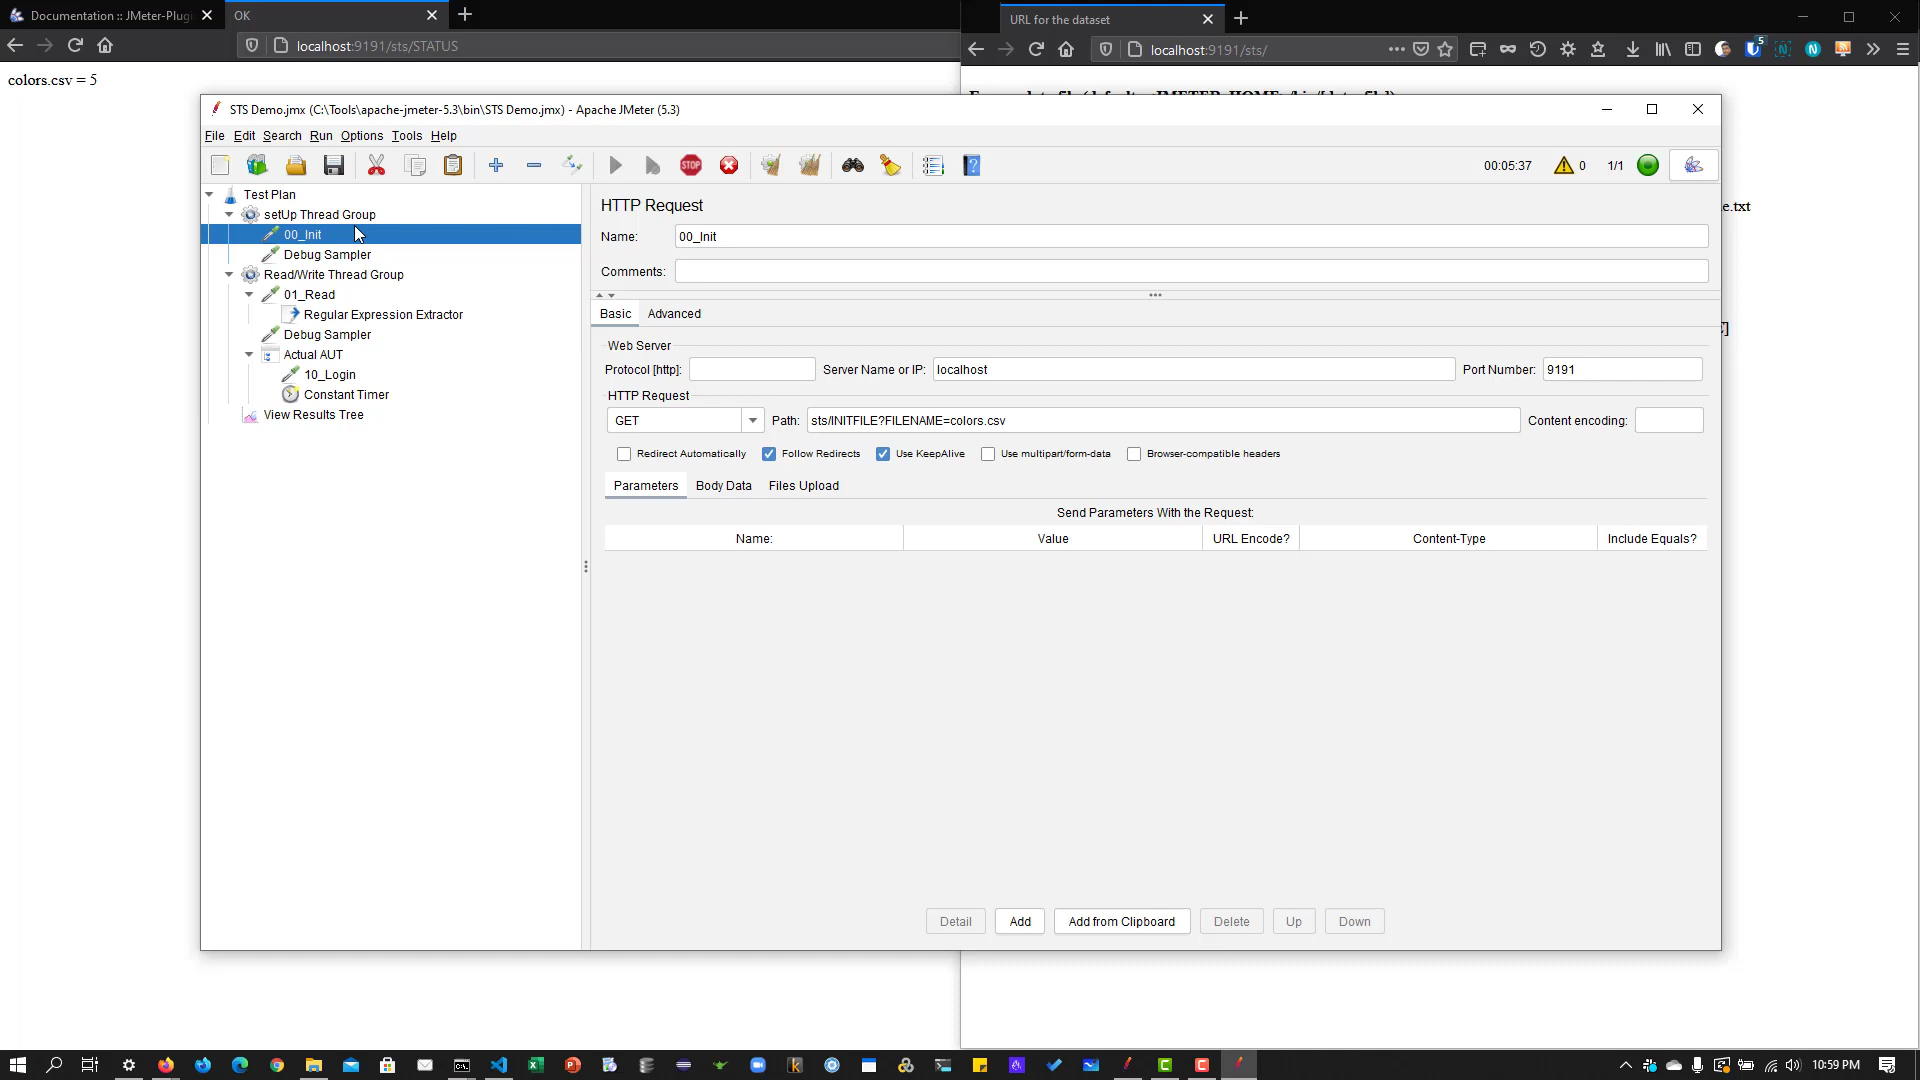 Documentation :: JMeter-Plugi
OK
URL for the dataset
localhost:9191/sts/STATUS
localhost:9191/sts/
5
colors.csv = 5
STS Demo.jmx (C:\Tools\apache-jmeter-5.3\bin\STS Demo.jmx) - Apache JMeter (5.3)
File Edit Search Run Options Tools Help
STOP
00:05:37
0
1/1
Test Plan
setUp Thread Group
00_Init
Debug Sampler
Read/Write Thread Group
01_Read
Regular Expression Extractor
Debug Sampler
Actual AUT
10_Login
Constant Timer
View Results Tree
HTTP Request
Name: 00_Init
Comments:
Basic Advanced
Web Server
Protocol [http]: Server Name or IP: localhost Port Number: 9191
HTTP Request
GET Path: sts/INITFILE?FILENAME=colors.csv Content encoding:
Redirect Automatically Follow Redirects Use KeepAlive Use multipart/form-data Browser-compatible headers
Parameters Body Data Files Upload
Send Parameters With the Request:
Name: Value URL Encode? Content-Type Include Equals?
Detail Add Add from Clipboard Delete Up Down
e.txt
10:59 PM